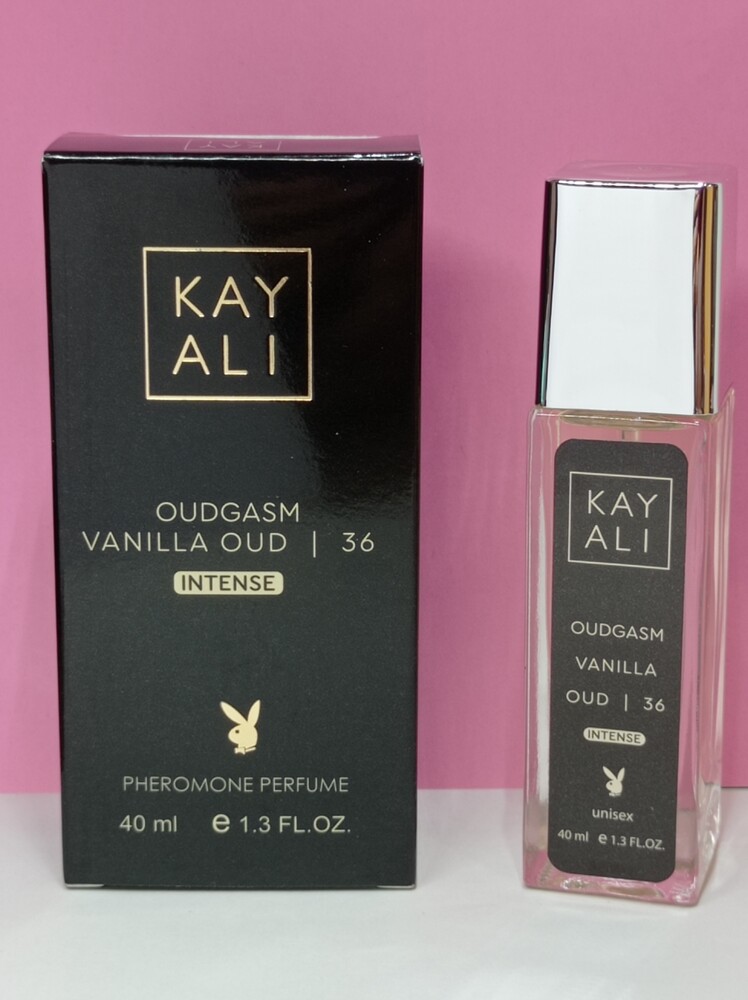 KAY
ALI
OUDGASM
VANILLA OUD | 36
INTENSE
PHEROMONE PERFUME
40 ml e 1.3 FL.OZ.
KAY
ALI
OUDGASM
VANILLA
OUD | 36
INTENSE
unisex
40 ml e 1.3 FL.OZ.